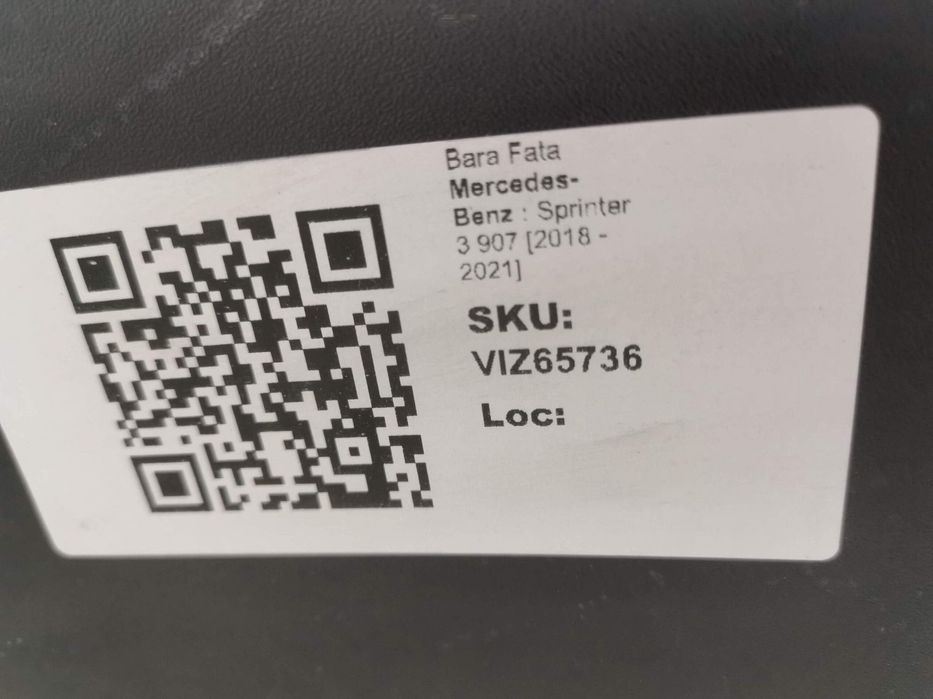 Bara Fata
Mercedes-
Benz : Sprinter
3 907 [2018 -
2021]
SKU:
VIZ65736
Loc: